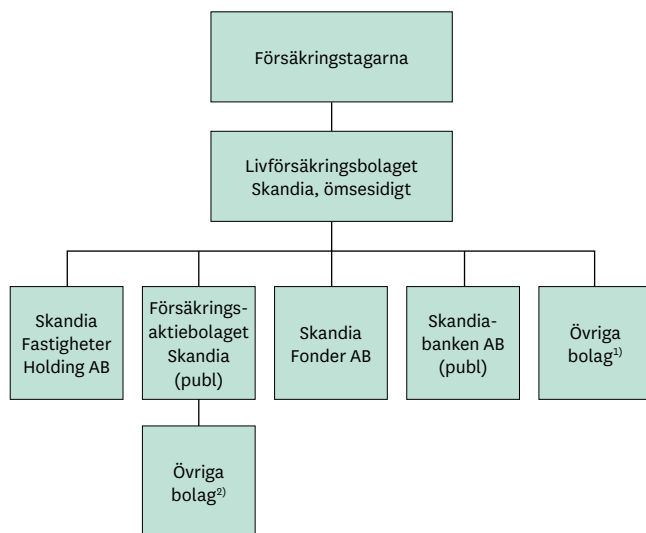 Försäkringstagarna
Livförsäkringsbolaget
Skandia, ömsesidigt
Skandia
Fastigheter
Holding AB
Försäkrings-
aktiebolaget
Skandia
(publ)
Skandia
Fonder AB
Skandia-
banken AB
(publ)
Övriga
bolag¹⁾
Övriga
bolag²⁾